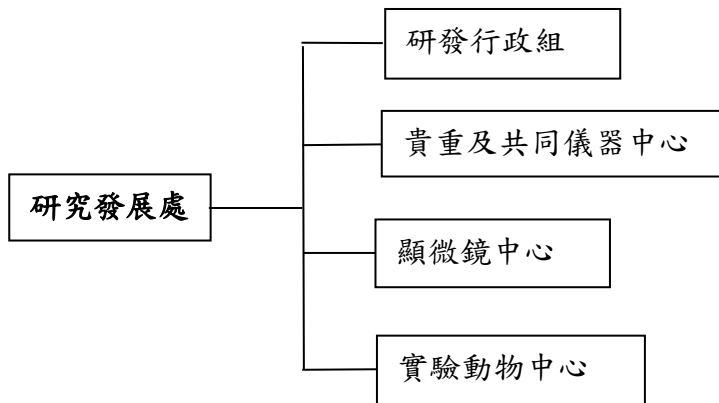 研發行政組
貴重及共同儀器中心
研究發展處
顯微鏡中心
實驗動物中心